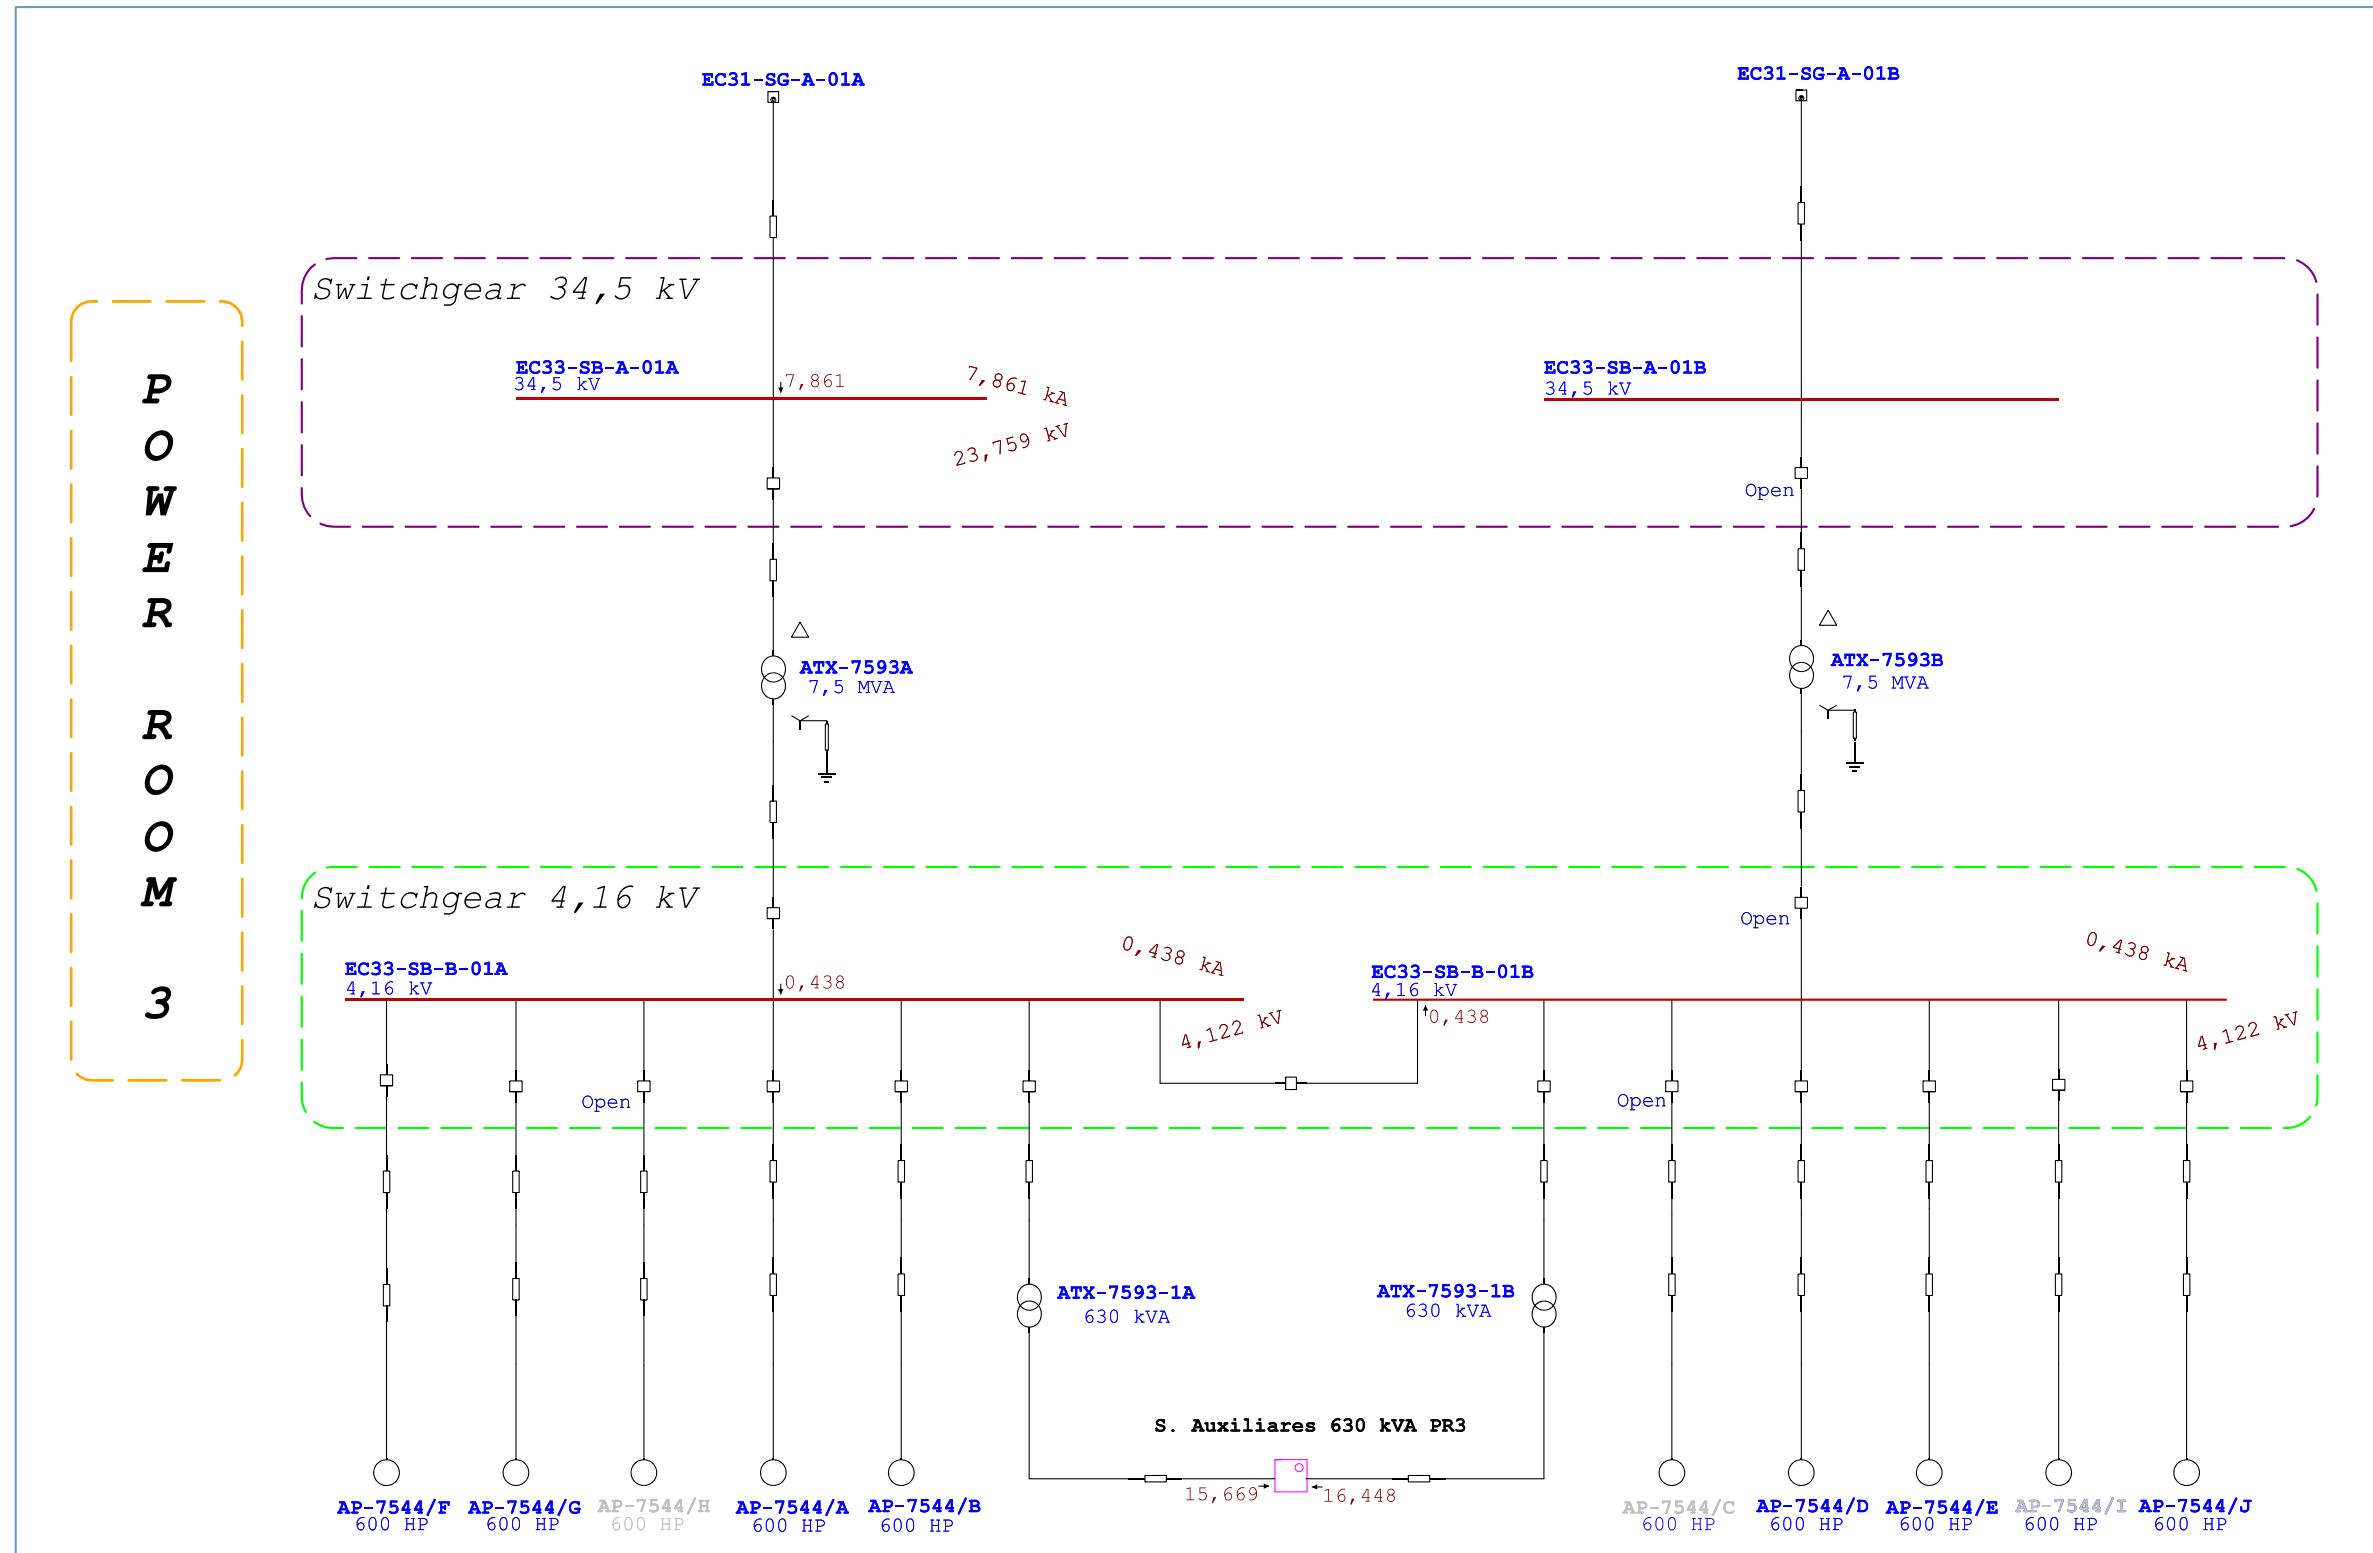 EC31-SG-A-01A
EC31-SG-A-01B
Switchgear 34,5 kV
POWER ROOM 3
EC33-SB-A-01A
34,5 kV
7,861
7,861 kA
23,759 kV
EC33-SB-A-01B
34,5 kV
Open
ATX-7593A
7,5 MVA
ATX-7593B
7,5 MVA
Switchgear 4,16 kV
Open
EC33-SB-B-01A
4,16 kV
0,438
0,438 kA
4,122 kV
EC33-SB-B-01B
4,16 kV
0,438
0,438 kA
4,122 kV
Open
Open
ATX-7593-1A
630 kVA
ATX-7593-1B
630 kVA
S. Auxiliares 630 kVA PR3
15,669
16,448
AP-7544/F
600 HP
AP-7544/G
600 HP
AP-7544/H
600 HP
AP-7544/A
600 HP
AP-7544/B
600 HP
AP-7544/C
600 HP
AP-7544/D
600 HP
AP-7544/E
600 HP
AP-7544/I
600 HP
AP-7544/J
600 HP